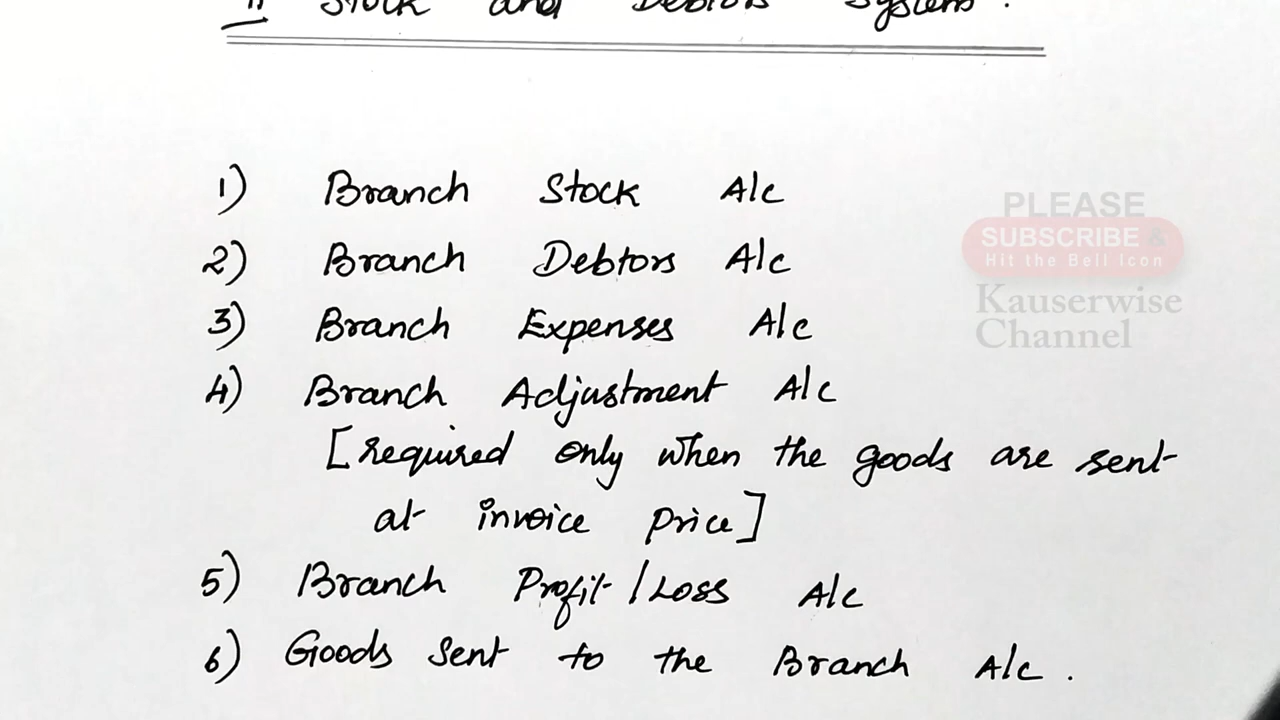 II Stock and Debtors System.
1) Branch Stock A/c
PLEASE
SUBSCRIBE &
Hit the Bell Icon
2) Branch Debtors A/c
Kauserwise
Channel
3) Branch Expenses A/c
4) Branch Adjustment A/c
[required only when the goods are sent
at invoice price]
5) Branch Profit/Loss A/c
6) Goods sent to the Branch A/c.